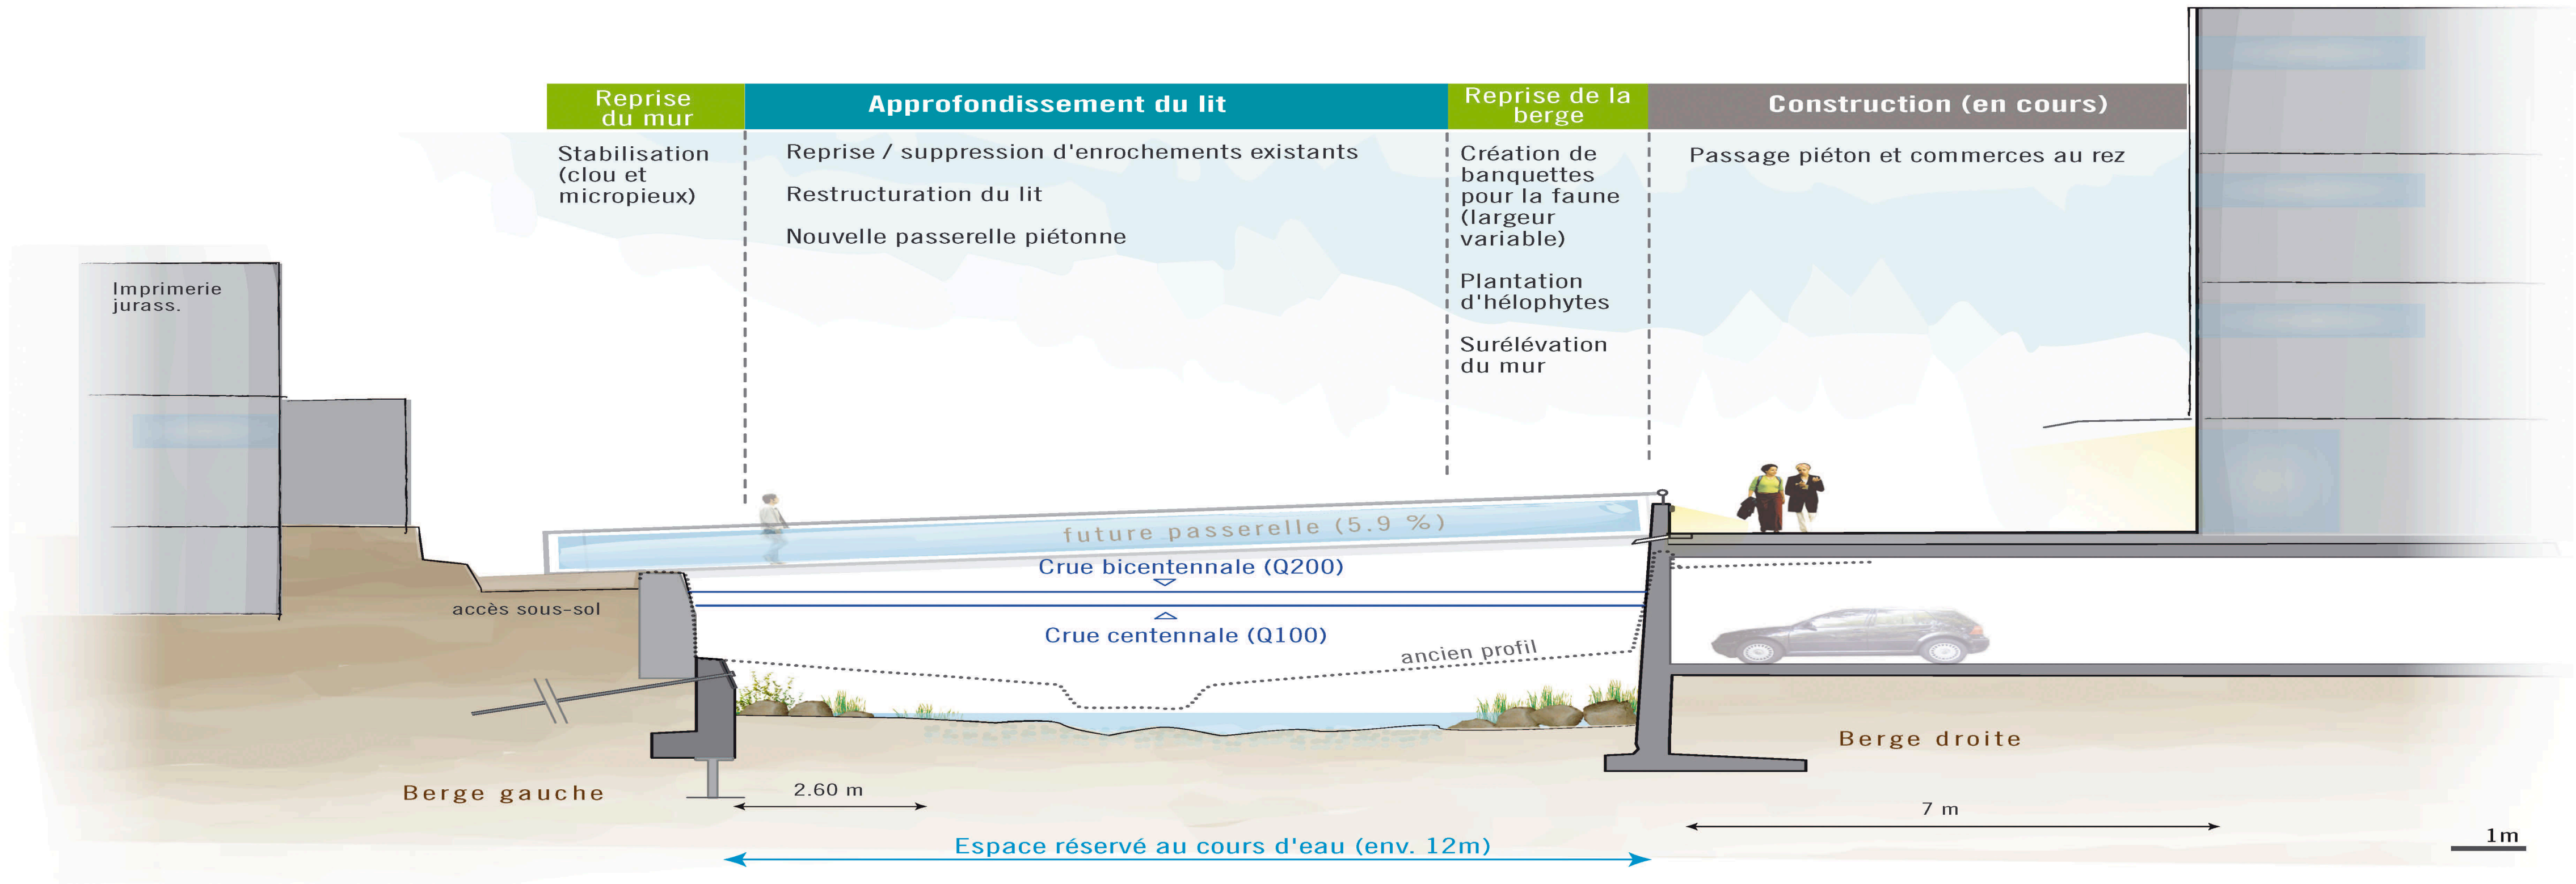 Reprise
du mur
Approfondissement du lit
Reprise de la
berge
Construction (en cours)
Stabilisation
(clou et
micropieux)
Reprise / suppression d'enrochements existants
Restructuration du lit
Nouvelle passerelle piétonne
Création de
banquettes
pour la faune
(largeur
variable)
Plantation
d'hélophytes
Surélévation
du mur
Passage piéton et commerces au rez
Imprimerie
jurass.
future passerelle (5.9 %)
Crue bicentennale (Q200)
accès sous-sol
Crue centennale (Q100)
ancien profil
Berge droite
Berge gauche
2.60 m
7 m
Espace réservé au cours d'eau (env. 12m)
1m